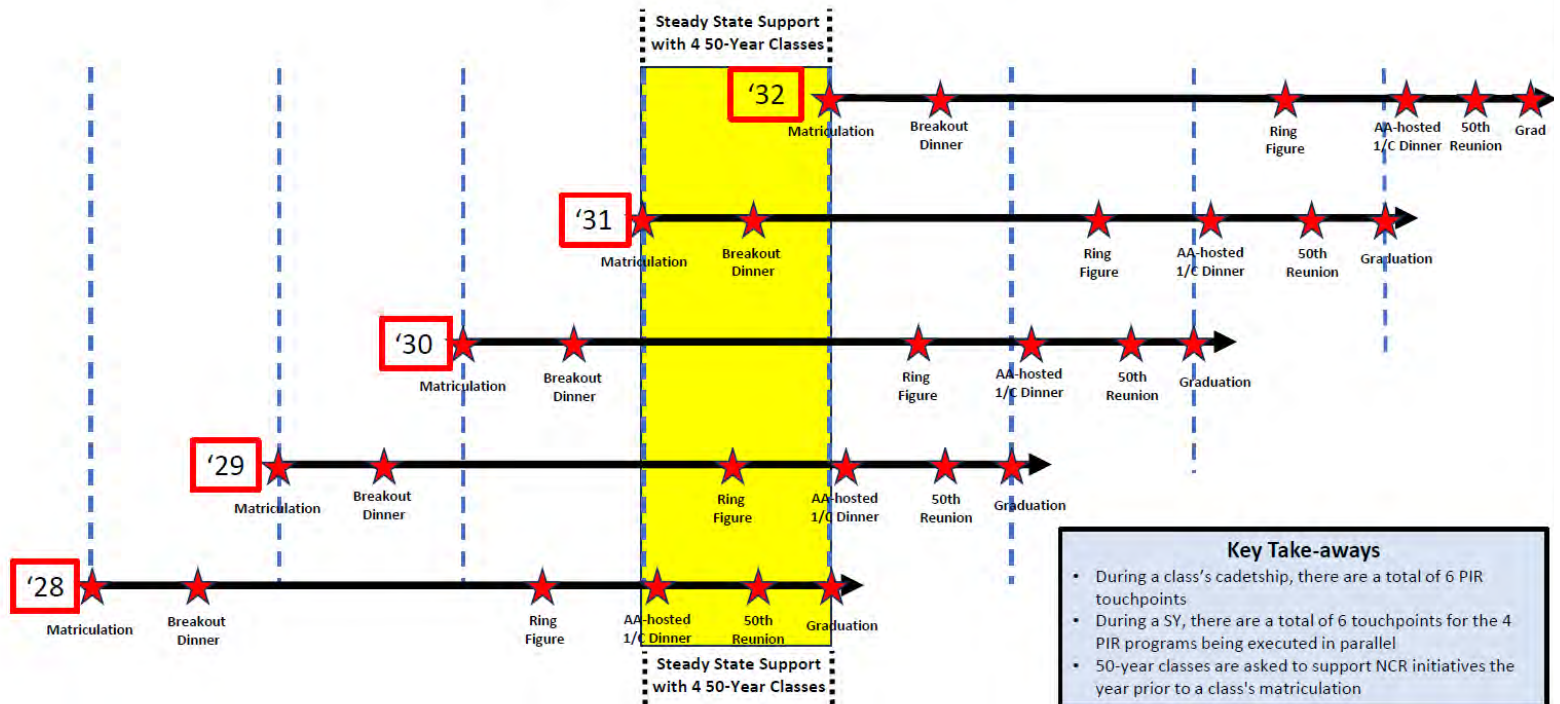 Steady State Support
with 4 50-Year Classes
‘32
Matriculation
Breakout
Dinner
Ring
Figure
AA-hosted
1/C Dinner
50th
Reunion
Grad
‘31
Matriculation
Breakout
Dinner
Ring
Figure
AA-hosted
1/C Dinner
50th
Reunion
Graduation
‘30
Matriculation
Breakout
Dinner
Ring
Figure
AA-hosted
1/C Dinner
50th
Reunion
Graduation
‘29
Matriculation
Breakout
Dinner
Ring
Figure
AA-hosted
1/C Dinner
50th
Reunion
Graduation
‘28
Matriculation
Breakout
Dinner
Ring
Figure
AA-hosted
1/C Dinner
50th
Reunion
Graduation
Steady State Support
with 4 50-Year Classes
Key Take-aways
• During a class’s cadetship, there are a total of 6 PIR
touchpoints
• During a SY, there are a total of 6 touchpoints for the 4
PIR programs being executed in parallel
• 50-year classes are asked to support NCR initiatives the
year prior to a class's matriculation